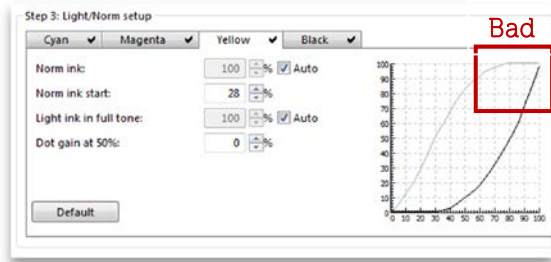 Step 3: Light/Norm setup
Bad
Cyan Magenta Yellow Black
Norm ink: 100 % Auto
Norm ink start: 28 %
Light ink in full tone: 100 % Auto
Dot gain at 50%: 0 %
Default
100
90
80
70
60
50
40
30
20
10
0 10 20 30 40 50 60 70 80 90 100